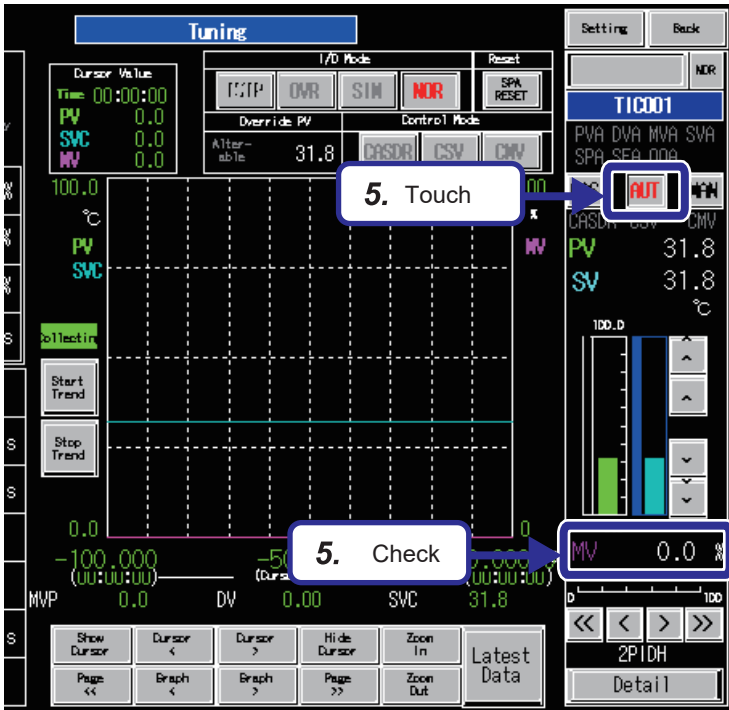 Tuning
Setting
Back
Cursor Value
Time 00:00:00
PV 0.0
SVC 0.0
MV 0.0
I/O Mode
Reset
OVR
SIM
NOR
SPA
RESET
Override PV
Control Mode
Alter-
able
31.8
CASDR
CSV
CMV
NOR
TIC001
PVA DVA MVA SVA
SPA SEA OOA
5. Touch
AUT
MAN
CASDR CSV CMV
PV 31.8
SV 31.8
℃
100.0
100.0
℃
PV
SVC
%
MV
Collectin
Start
Trend
Stop
Trend
0.0
0
-100.000
(00:00:00)
(00:00:00)
5. Check
MV 0.0 %
0 100
<< < > >>
2PIDH
Detail
MVP 0.0 DV 0.00 SVC 31.8
Show
Cursor
Cursor
<
Cursor
>
Hide
Cursor
Zoom
In
Latest
Data
Page
<<
Graph
<
Graph
>
Page
>>
Zoom
Out
%
%
%
S
S
S
S